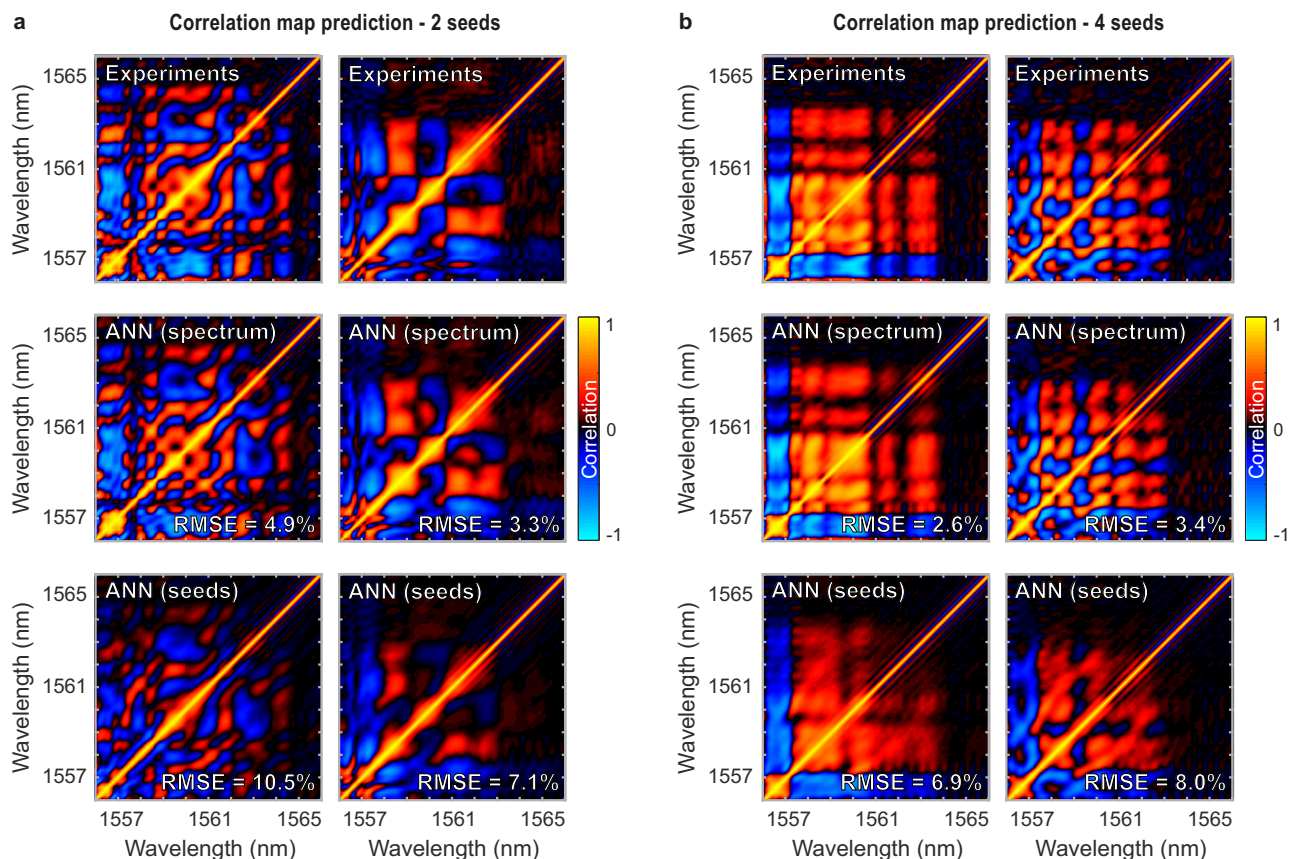 a
Correlation map prediction - 2 seeds
b
Correlation map prediction - 4 seeds
Wavelength (nm)
1565
1561
1557
Experiments
Experiments
Wavelength (nm)
1565
1561
1557
Experiments
Experiments
Wavelength (nm)
1565
1561
1557
ANN (spectrum)
RMSE = 4.9%
ANN (spectrum)
RMSE = 3.3%
1
0
-1
Correlation
Wavelength (nm)
1565
1561
1557
ANN (spectrum)
RMSE = 2.6%
ANN (spectrum)
RMSE = 3.4%
1
0
-1
Correlation
Wavelength (nm)
1565
1561
1557
ANN (seeds)
RMSE = 10.5%
ANN (seeds)
RMSE = 7.1%
1557 1561 1565
1557 1561 1565
Wavelength (nm)
Wavelength (nm)
Wavelength (nm)
1565
1561
1557
ANN (seeds)
RMSE = 6.9%
ANN (seeds)
RMSE = 8.0%
1557 1561 1565
1557 1561 1565
Wavelength (nm)
Wavelength (nm)